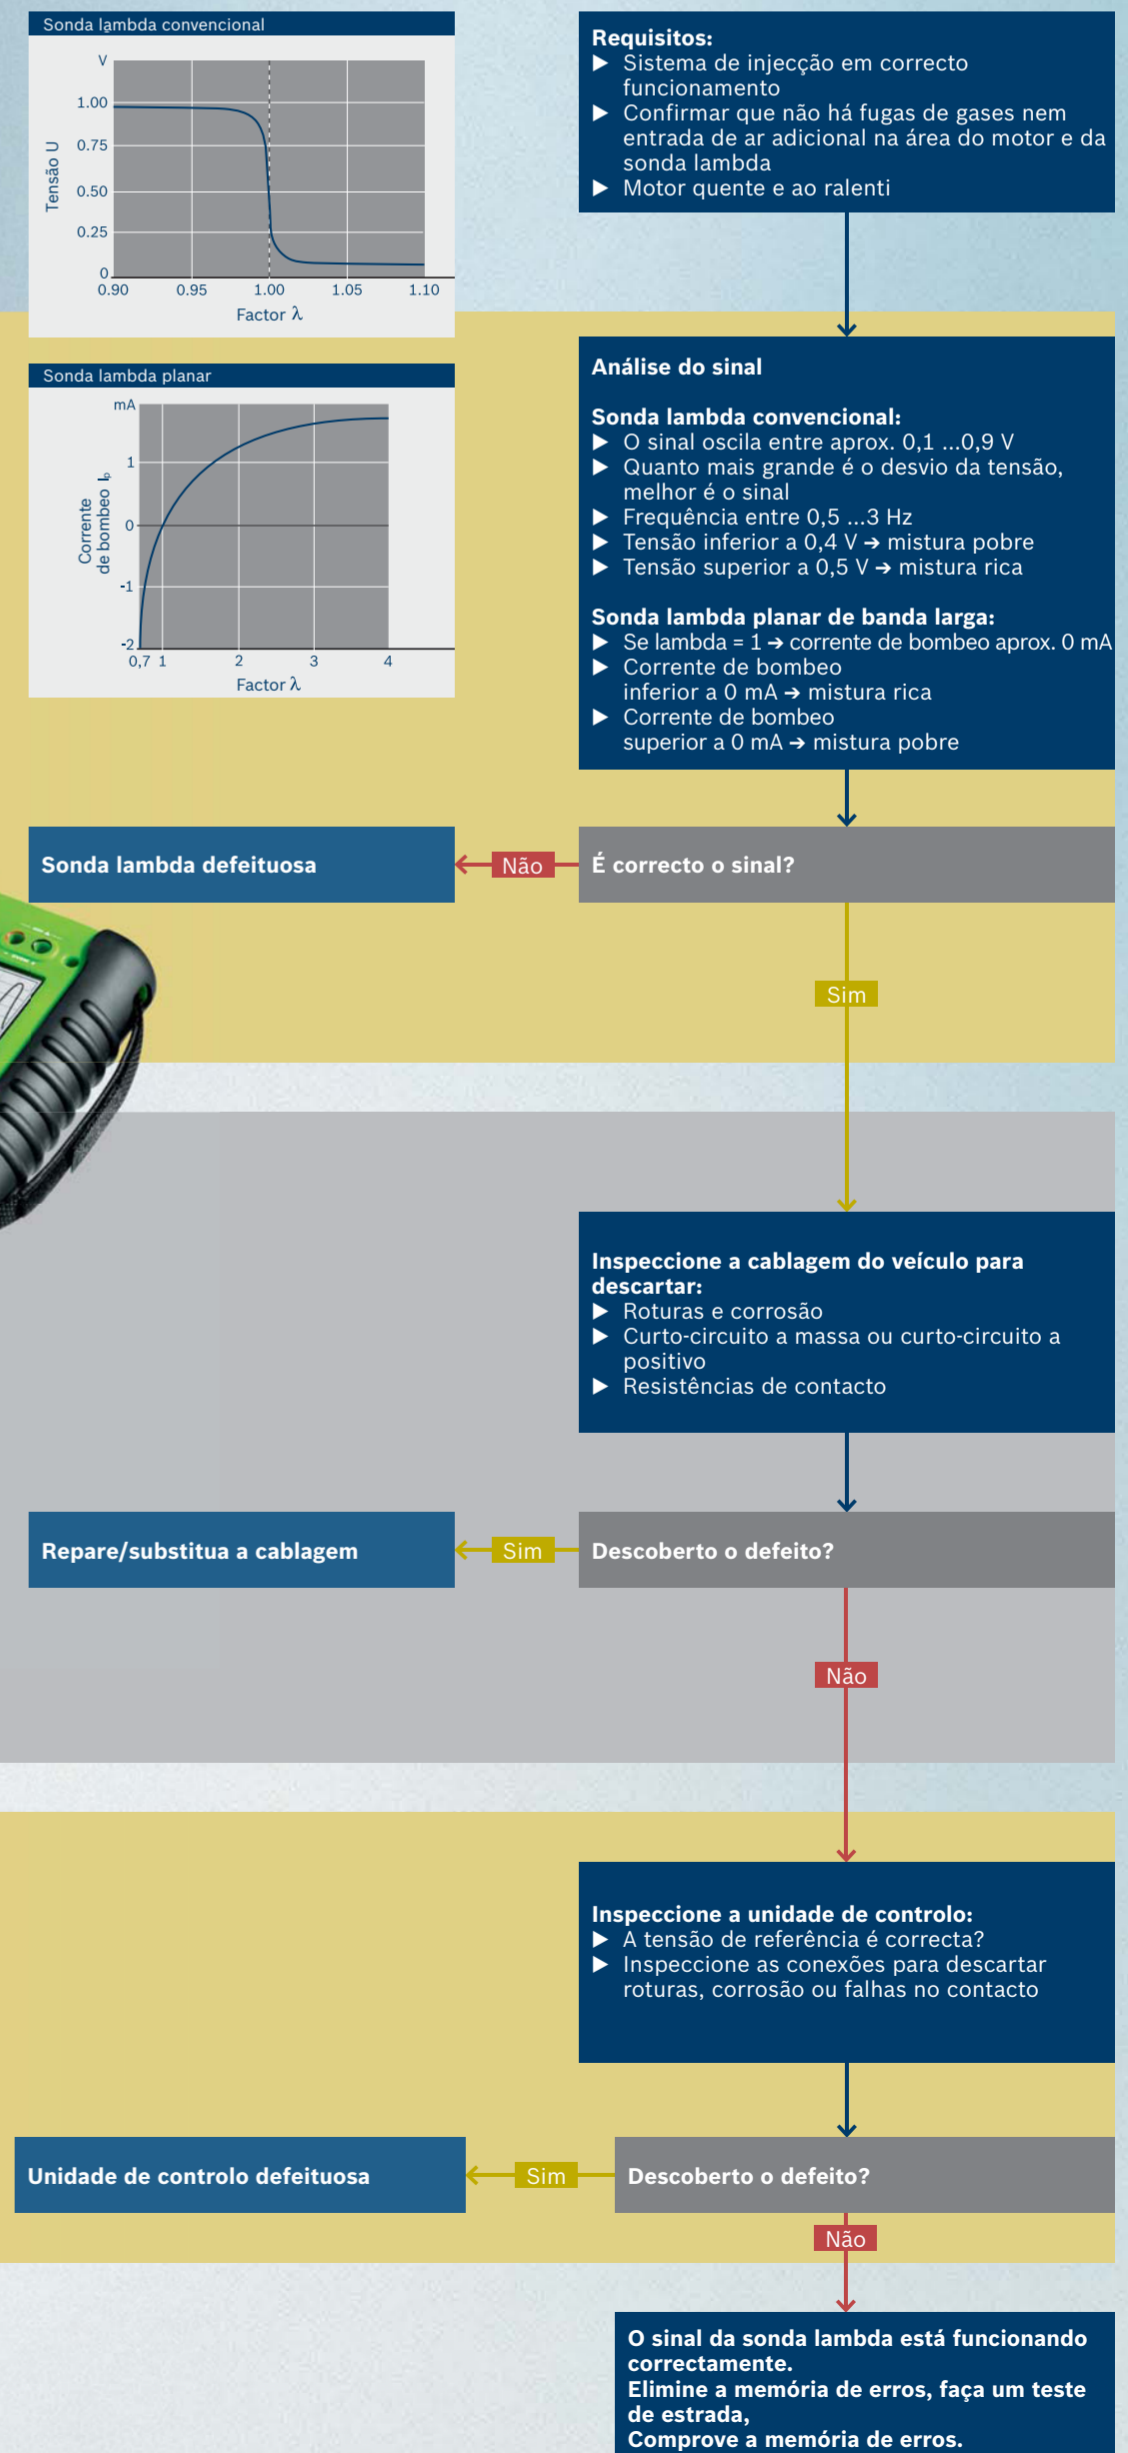 Sonda lambda convencional
V
1.00
0.75
0.50
0.25
0
Tensão U
0.90 0.95 1.00 1.05 1.10
Factor λ
Sonda lambda planar
mA
1
0
-1
-2
Corrente
de bombeo Ip
0,7 1 2 3 4
Factor λ
Requisitos:
▶ Sistema de injecção em correcto
funcionamento
▶ Confirmar que não há fugas de gases nem
entrada de ar adicional na área do motor e da
sonda lambda
▶ Motor quente e ao ralenti
Análise do sinal
Sonda lambda convencional:
▶ O sinal oscila entre aprox. 0,1 ...0,9 V
▶ Quanto mais grande é o desvio da tensão,
melhor é o sinal
▶ Frequência entre 0,5 ...3 Hz
▶ Tensão inferior a 0,4 V ➔ mistura pobre
▶ Tensão superior a 0,5 V ➔ mistura rica
Sonda lambda planar de banda larga:
▶ Se lambda = 1 ➔ corrente de bombeo aprox. 0 mA
▶ Corrente de bombeo
inferior a 0 mA ➔ mistura rica
▶ Corrente de bombeo
superior a 0 mA ➔ mistura pobre
Sonda lambda defeituosa
Não
É correcto o sinal?
Sim
Inspeccione a cablagem do veículo para
descartar:
▶ Roturas e corrosão
▶ Curto-circuito a massa ou curto-circuito a
positivo
▶ Resistências de contacto
Repare/substitua a cablagem
Sim
Descoberto o defeito?
Não
Inspeccione a unidade de controlo:
▶ A tensão de referência é correcta?
▶ Inspeccione as conexões para descartar
roturas, corrosão ou falhas no contacto
Unidade de controlo defeituosa
Sim
Descoberto o defeito?
Não
O sinal da sonda lambda está funcionando
correctamente.
Elimine a memória de erros, faça um teste
de estrada,
Comprove a memória de erros.